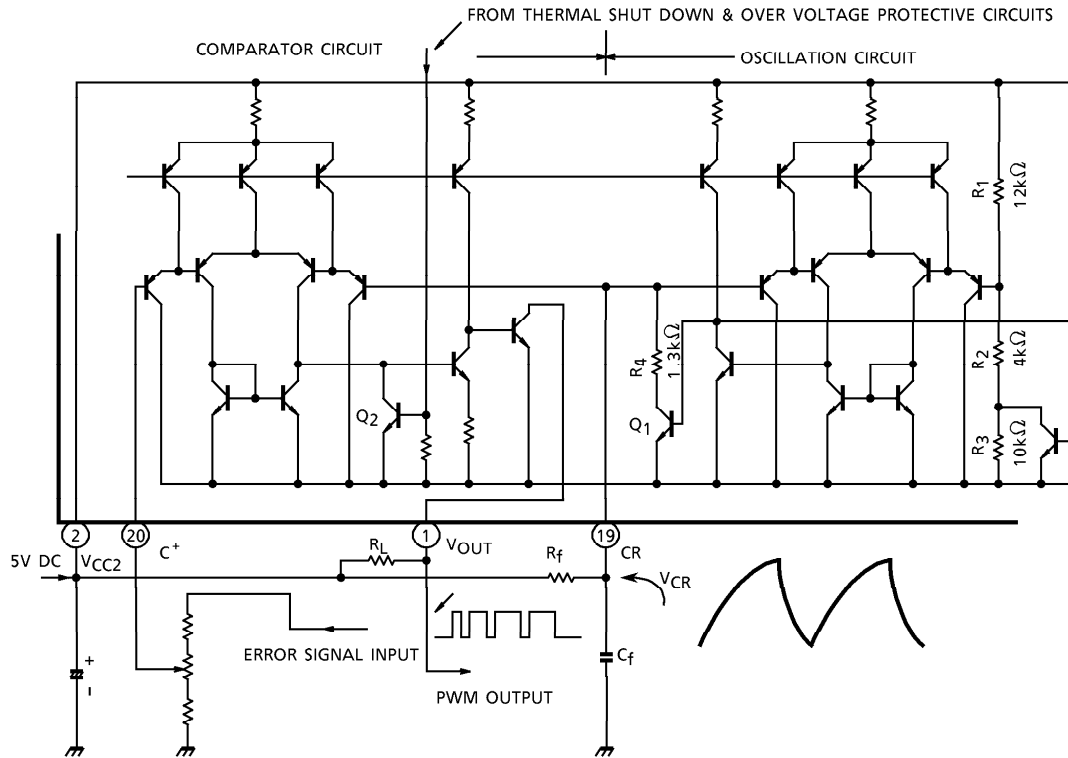 FROM THERMAL SHUT DOWN & OVER VOLTAGE PROTECTIVE CIRCUITS
COMPARATOR CIRCUIT
OSCILLATION CIRCUIT
R1
12kΩ
R4
1.3kΩ
R2
4kΩ
Q2
Q1
R3
10kΩ
2
20
1
19
5V DC
VCC2
C+
RL
VOUT
Rf
CR
VCR
ERROR SIGNAL INPUT
Cf
+
-
PWM OUTPUT